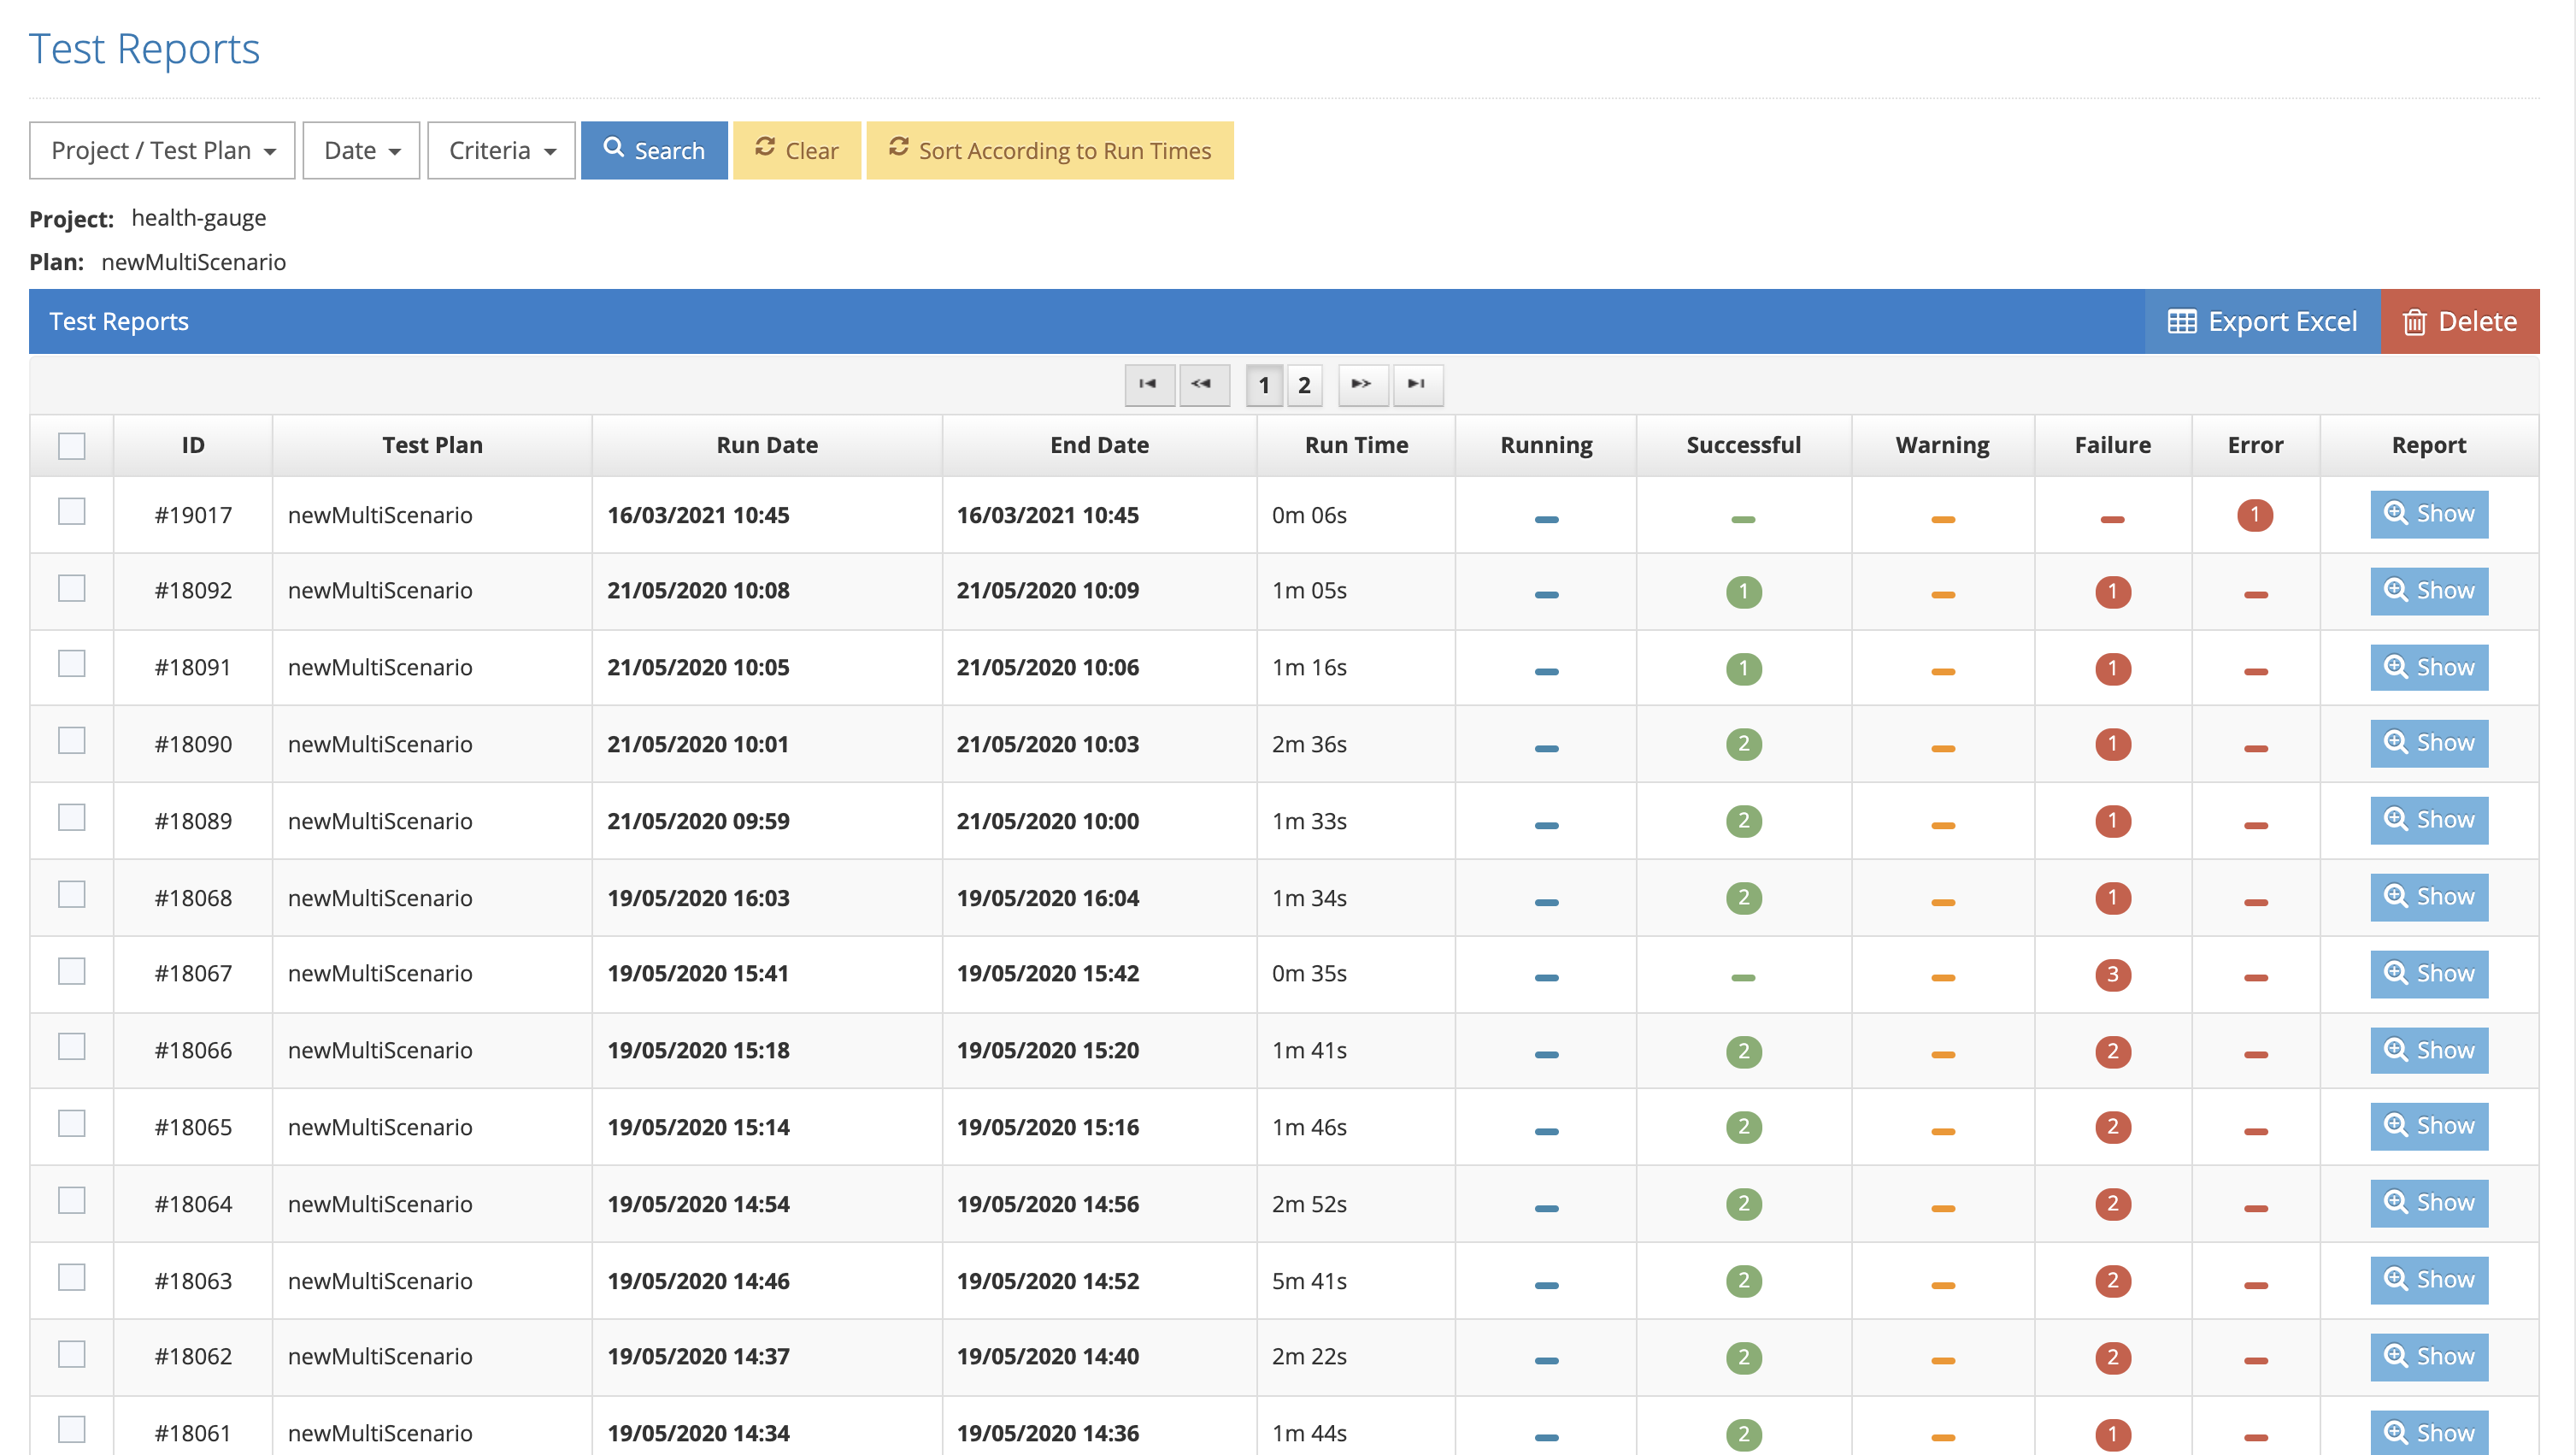 Test Reports
Project / Test Plan Date Criteria Search Clear Sort According to Run Times
Project: health-gauge
Plan: newMultiScenario
Test Reports Export Excel Delete
1 2
ID Test Plan Run Date End Date Run Time Running Successful Warning Failure Error Report
#19017 newMultiScenario 16/03/2021 10:45 16/03/2021 10:45 0m 06s 1 Show
#18092 newMultiScenario 21/05/2020 10:08 21/05/2020 10:09 1m 05s 1 1 Show
#18091 newMultiScenario 21/05/2020 10:05 21/05/2020 10:06 1m 16s 1 1 Show
#18090 newMultiScenario 21/05/2020 10:01 21/05/2020 10:03 2m 36s 2 1 Show
#18089 newMultiScenario 21/05/2020 09:59 21/05/2020 10:00 1m 33s 2 1 Show
#18068 newMultiScenario 19/05/2020 16:03 19/05/2020 16:04 1m 34s 2 1 Show
#18067 newMultiScenario 19/05/2020 15:41 19/05/2020 15:42 0m 35s 3 Show
#18066 newMultiScenario 19/05/2020 15:18 19/05/2020 15:20 1m 41s 2 2 Show
#18065 newMultiScenario 19/05/2020 15:14 19/05/2020 15:16 1m 46s 2 2 Show
#18064 newMultiScenario 19/05/2020 14:54 19/05/2020 14:56 2m 52s 2 2 Show
#18063 newMultiScenario 19/05/2020 14:46 19/05/2020 14:52 5m 41s 2 2 Show
#18062 newMultiScenario 19/05/2020 14:37 19/05/2020 14:40 2m 22s 2 2 Show
#18061 newMultiScenario 19/05/2020 14:34 19/05/2020 14:36 1m 44s 2 1 Show